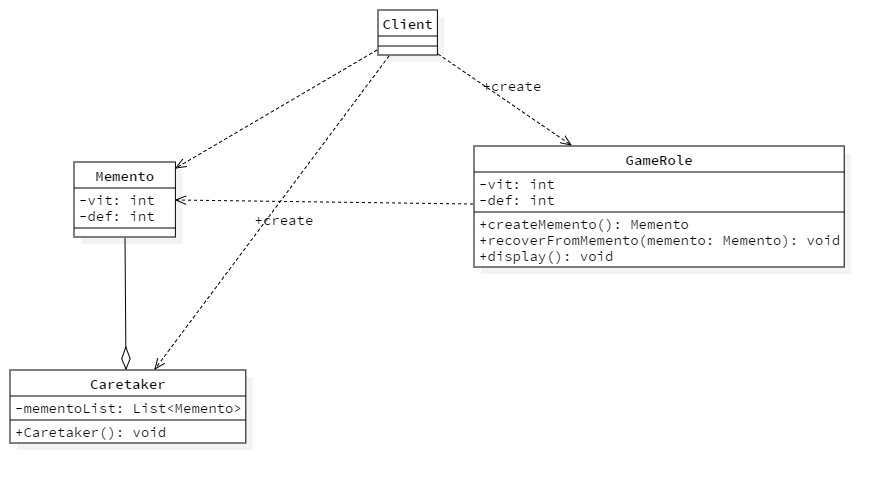 Client
+create
GameRole
-vit: int
-def: int
+createMemento(): Memento
+recoverFromMemento(memento: Memento): void
+display(): void
Memento
-vit: int
-def: int
+create
Caretaker
-mementoList: List<Memento>
+Caretaker(): void